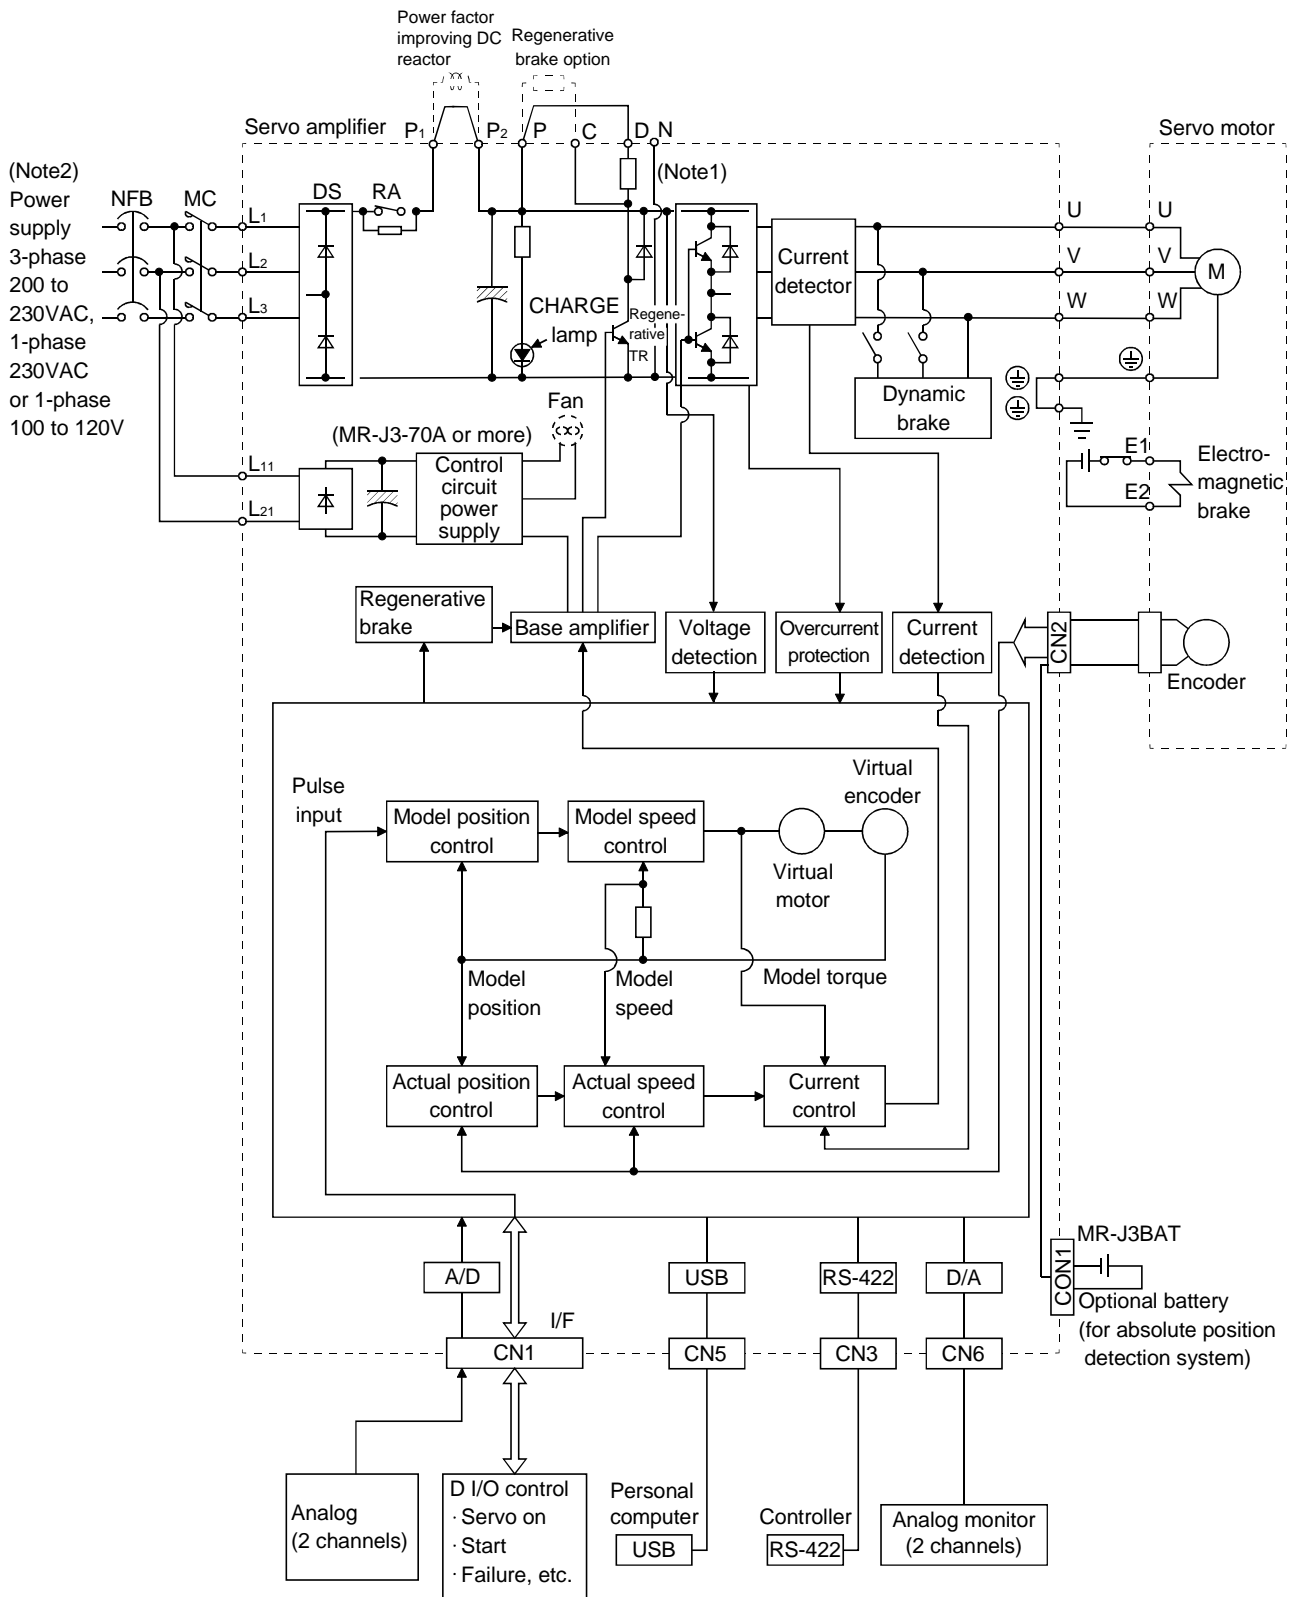 Power factor
improving DC
reactor
Regenerative
brake option
Servo amplifier
P1
P2
P
C
D
N
Servo motor
(Note2)
Power
supply
3-phase
200 to
230VAC,
1-phase
230VAC
or 1-phase
100 to 120V
NFB
MC
DS
RA
(Note1)
L1
L2
L3
U
V
W
U
V
W
M
Current
detector
CHARGE
lamp
Regene-
rative
TR
Dynamic
brake
Fan
(MR-J3-70A or more)
L11
L21
Control
circuit
power
supply
E1
E2
Electro-
magnetic
brake
Regenerative
brake
Base amplifier
Voltage
detection
Overcurrent
protection
Current
detection
CN2
Encoder
Pulse
input
Model position
control
Model speed
control
Virtual
encoder
Virtual
motor
Model
position
Model
speed
Model torque
Actual position
control
Actual speed
control
Current
control
A/D
USB
RS-422
D/A
CON1
MR-J3BAT
Optional battery
(for absolute position
detection system)
I/F
CN1
CN5
CN3
CN6
Analog
(2 channels)
D I/O control
· Servo on
· Start
· Failure, etc.
Personal
computer
USB
Controller
RS-422
Analog monitor
(2 channels)